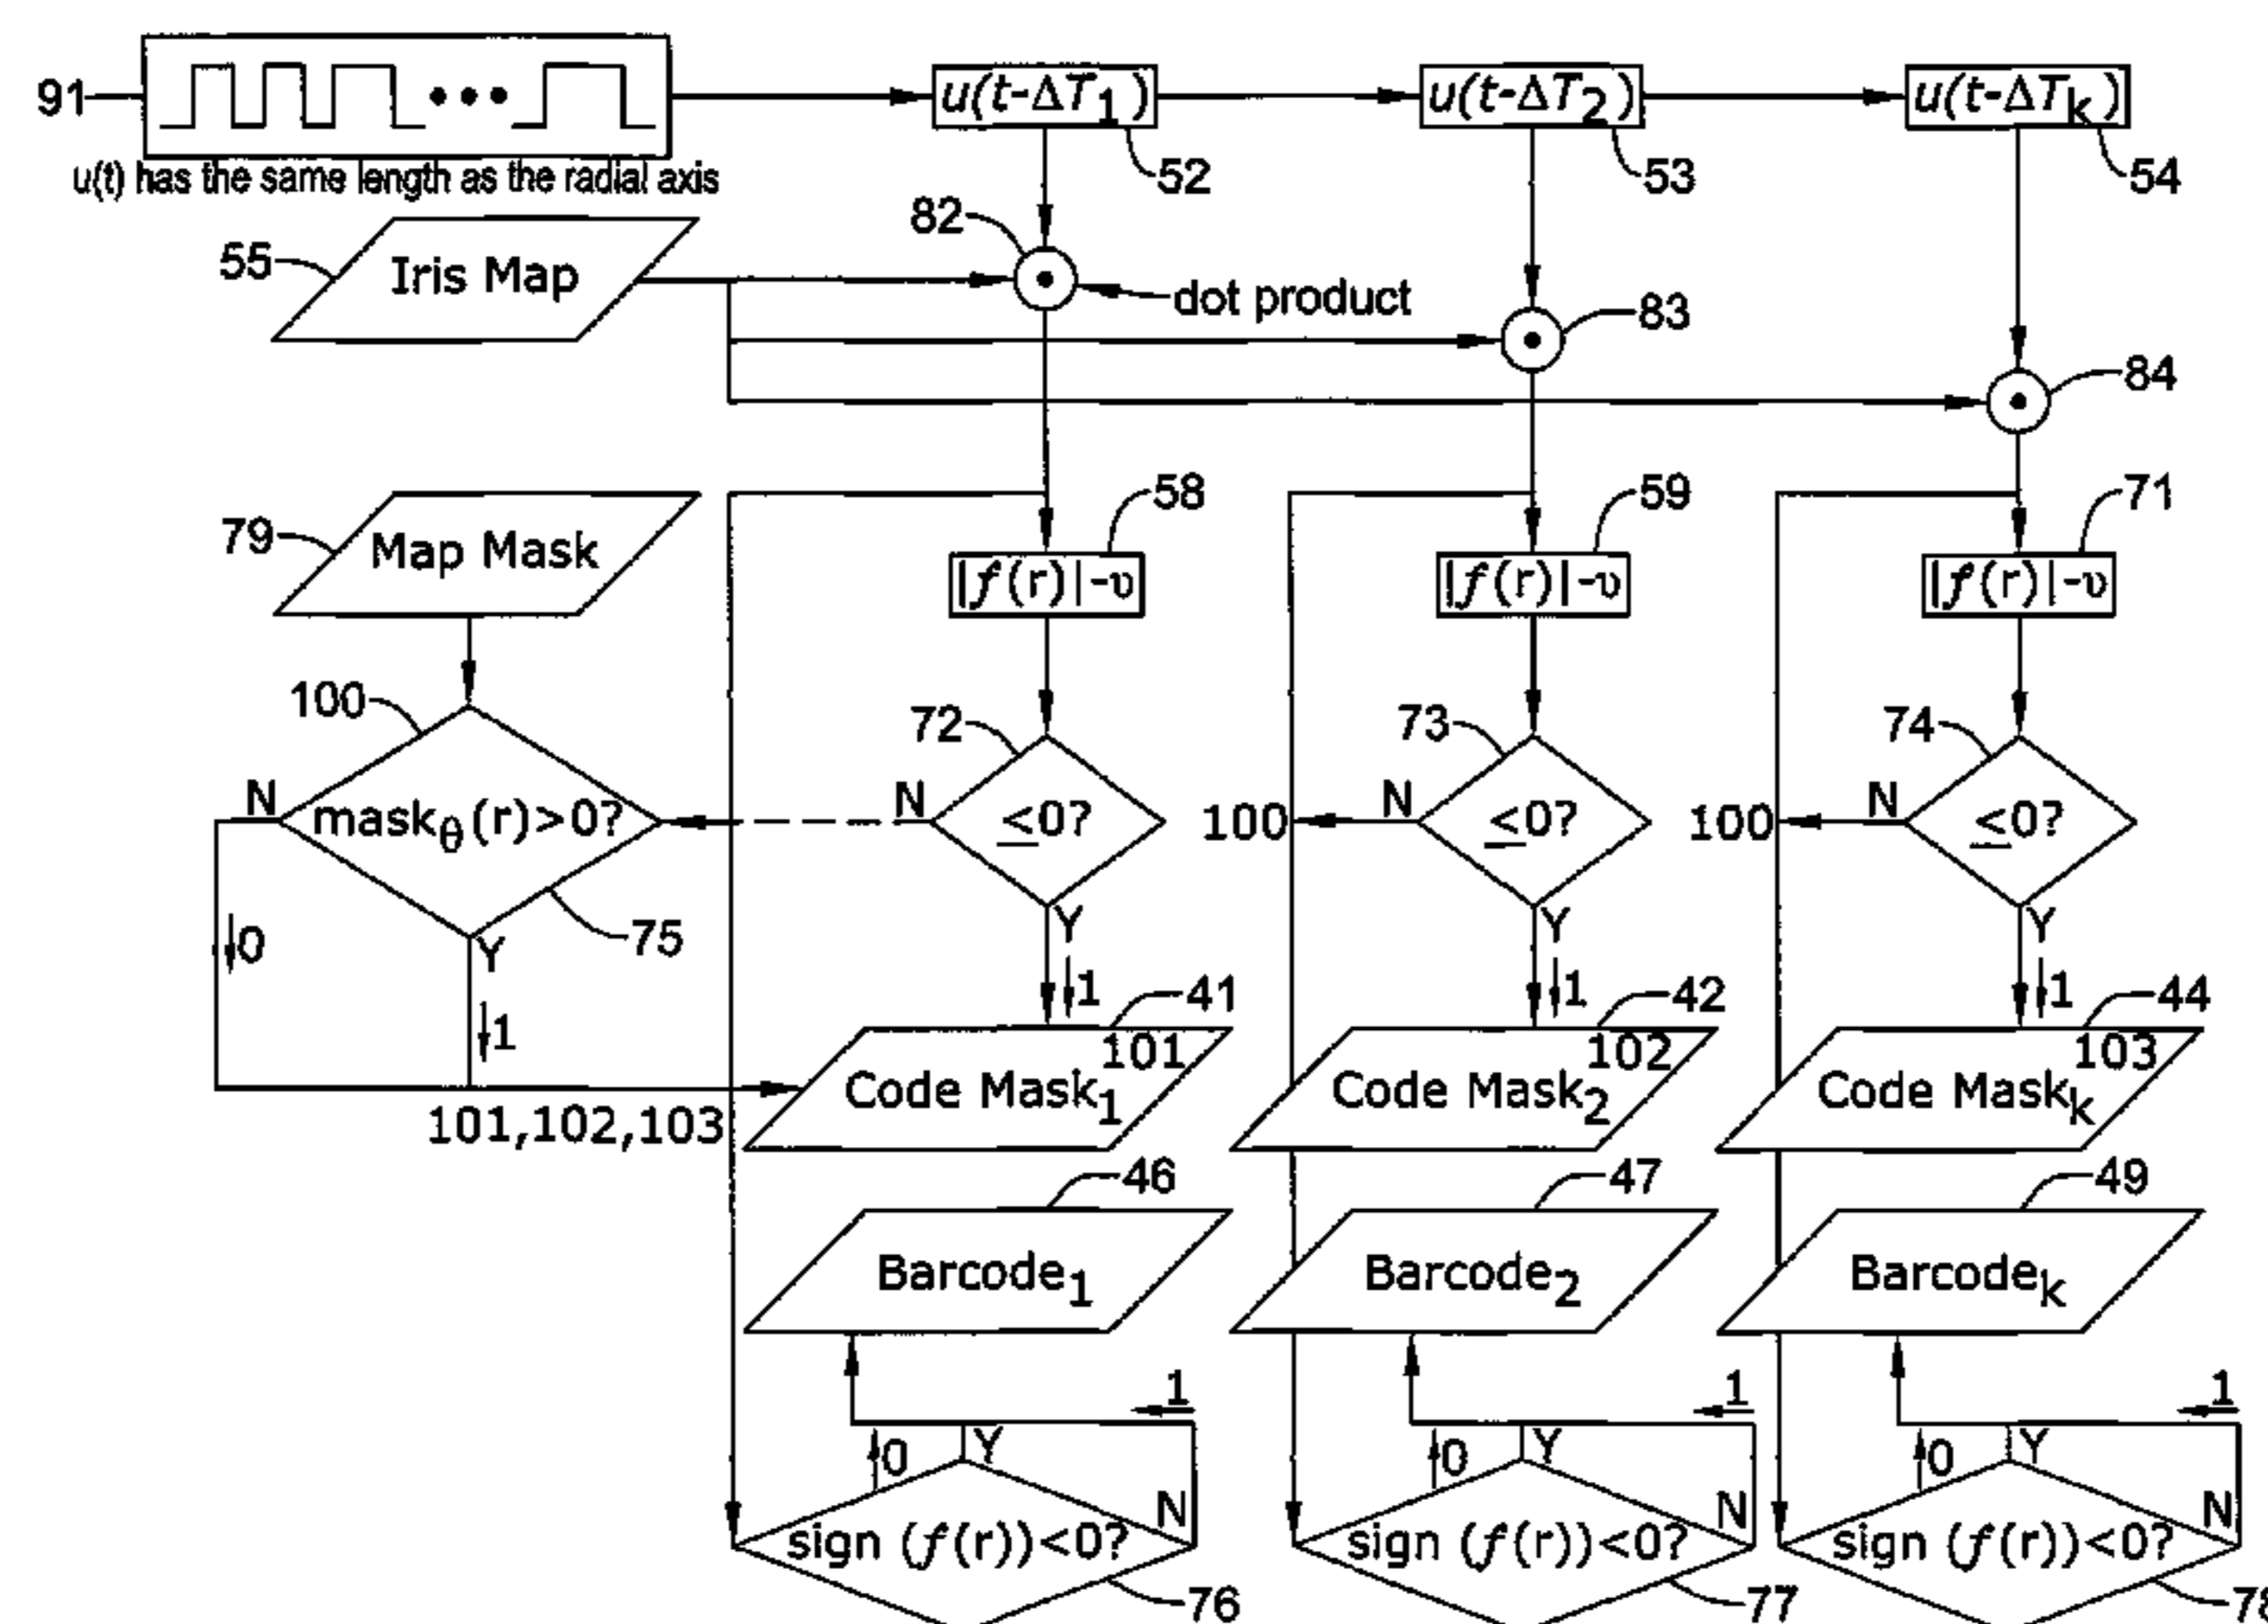 91
u(t-ΔT1)
u(t-ΔT2)
u(t-ΔTk)
u(t) has the same length as the radial axis
52
53
54
82
55
Iris Map
dot product
83
84
79
Map Mask
58
59
71
|f(r)|-υ
|f(r)|-υ
|f(r)|-υ
100
72
73
74
N
maskθ(r)>0?
N
≤0?
100
N
≤0?
100
N
≤0?
0
Y
75
Y
Y
Y
1
1
41
1
42
1
44
101
102
103
Code Mask1
Code Mask2
Code Maskk
101,102,103
46
47
49
Barcode1
Barcode2
Barcodek
1
1
1
0
Y
0
Y
0
Y
N
N
N
sign (f(r))<0?
sign (f(r))<0?
sign (f(r))<0?
76
77